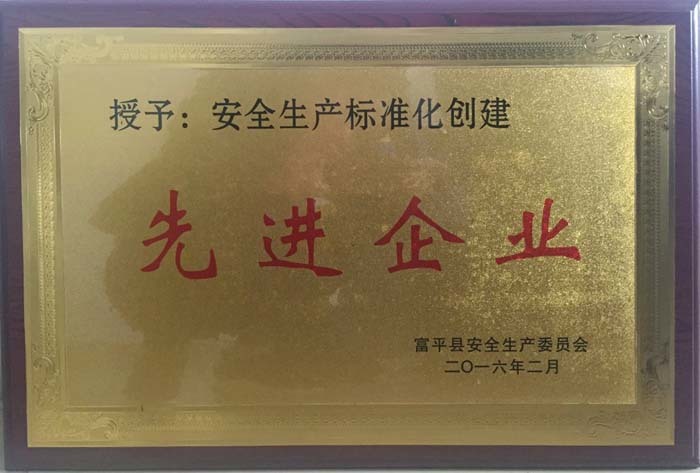 授予：安全生产标准化创建
先进企业
富平县安全生产委员会
二〇一六年二月